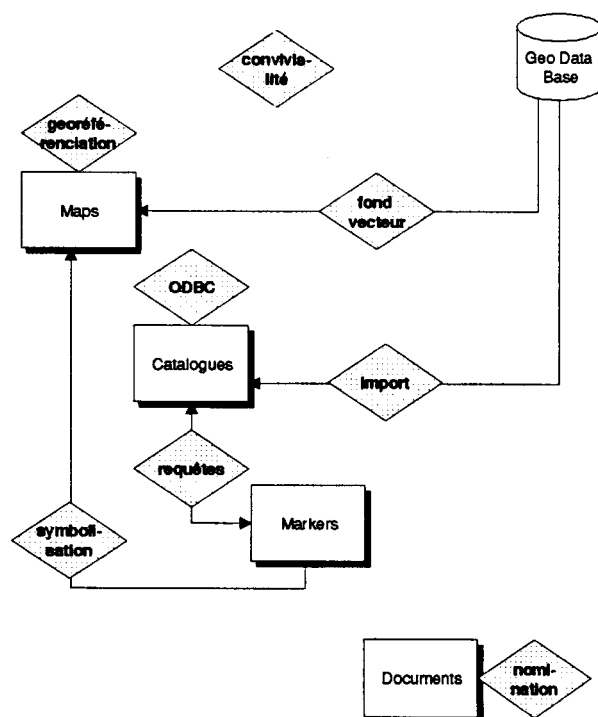 convivia-
lité
Geo Data
Base
georéfé-
renciation
Maps
fond
vecteur
ODBC
Catalogues
import
requêtes
Markers
symboli-
sation
Documents
nomi-
nation